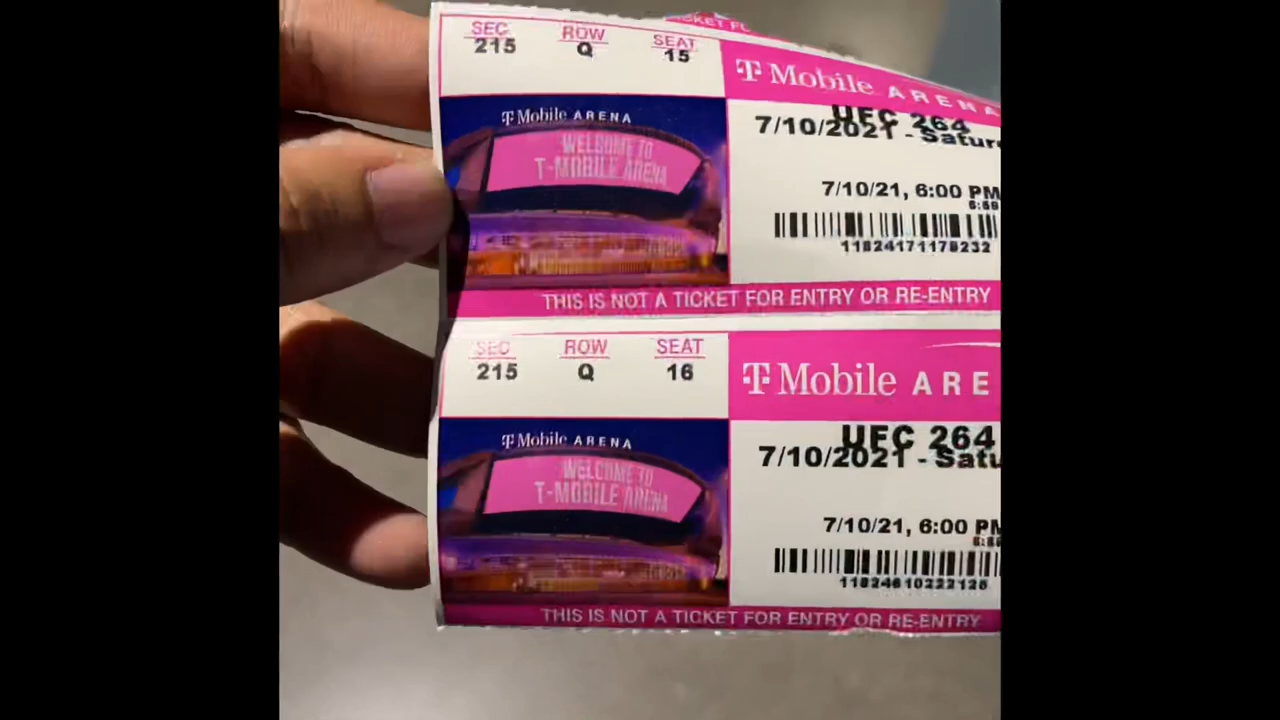 TICKET FO
SEC ROW SEAT
215 Q 15
T Mobile ARENA
T Mobile ARENA
WELCOME TO
T-MOBILE ARENA
UFC 264
7/10/2021 - Satur
7/10/21, 6:00 PM
11824171178232
THIS IS NOT A TICKET FOR ENTRY OR RE-ENTRY
SEC ROW SEAT
215 Q 16
T Mobile ARE
T Mobile ARENA
WELCOME TO
T-MOBILE ARENA
UFC 264
7/10/2021 - Satu
7/10/21, 6:00 PM
THIS IS NOT A TICKET FOR ENTRY OR RE-ENTRY